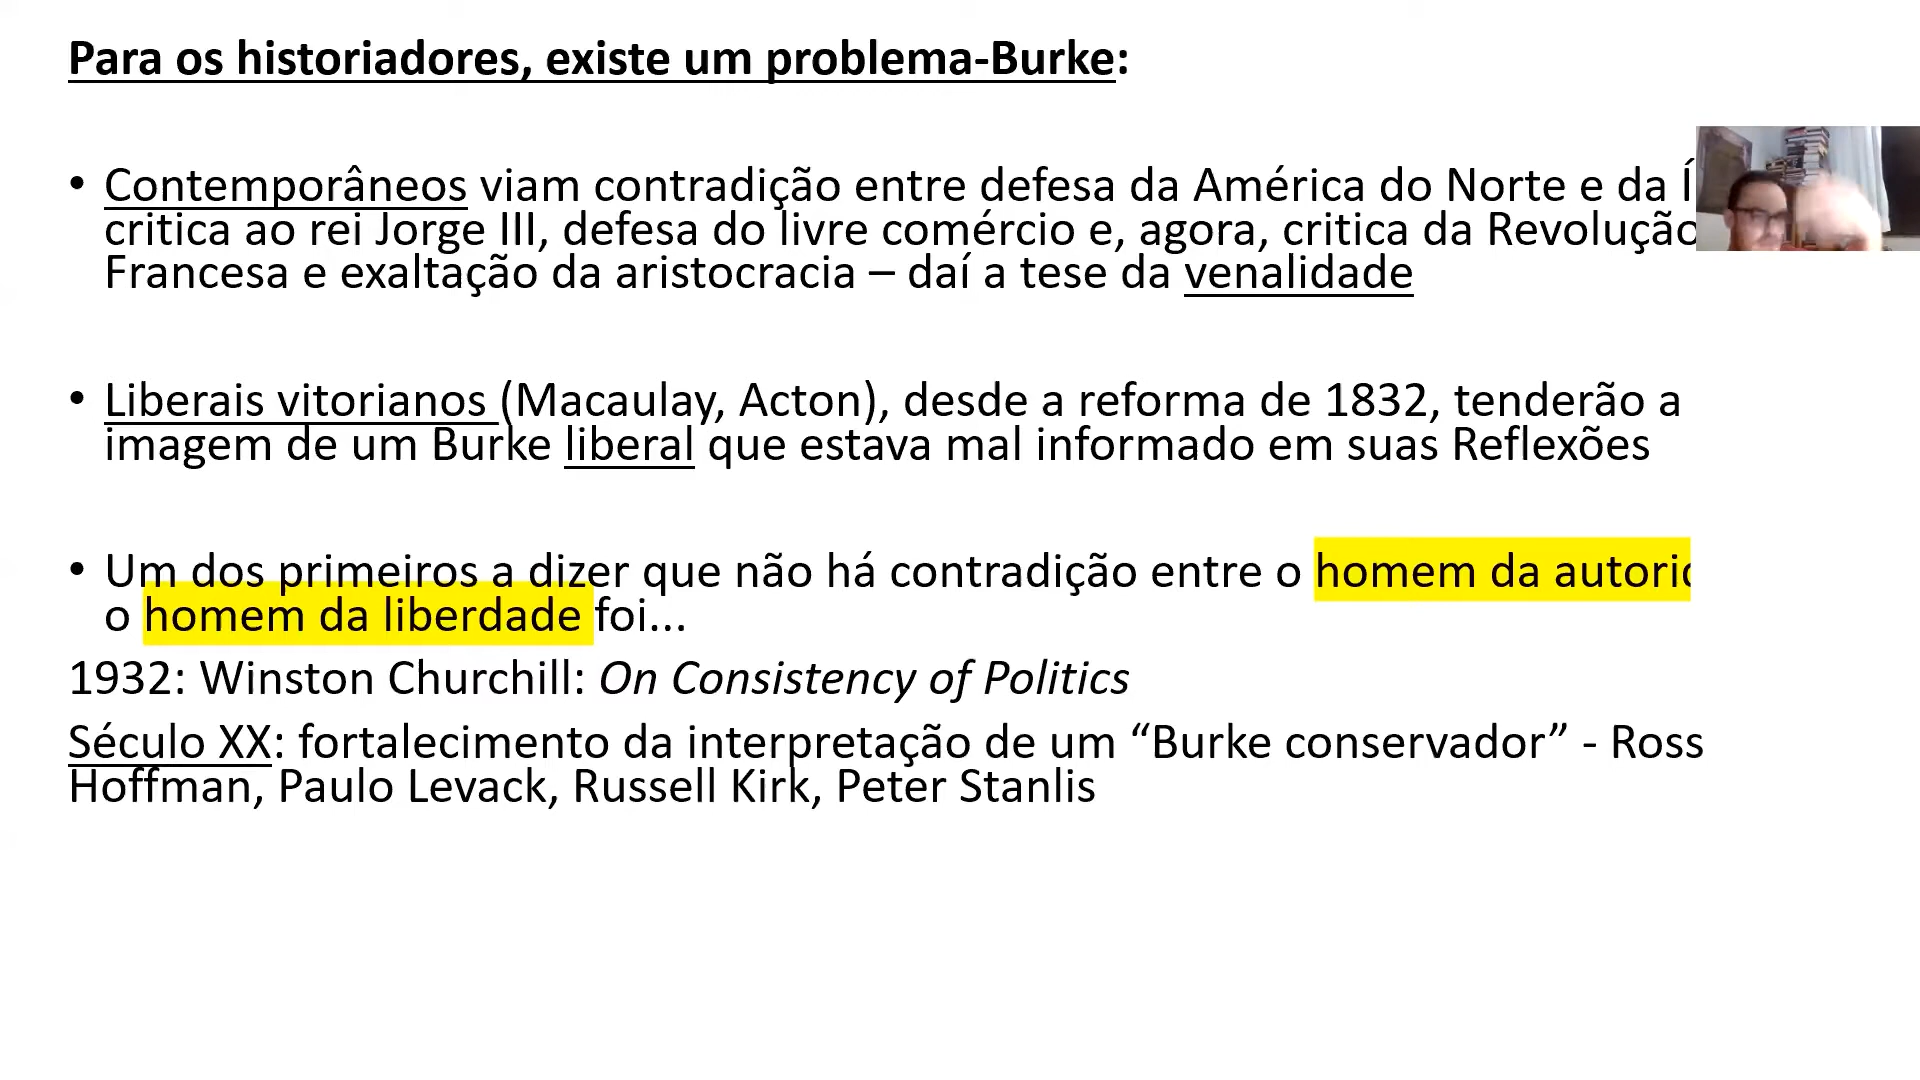 Para os historiadores, existe um problema-Burke:
• Contemporâneos viam contradição entre defesa da América do Norte e da
critica ao rei Jorge III, defesa do livre comércio e, agora, critica da Revolução
Francesa e exaltação da aristocracia – daí a tese da venalidade
• Liberais vitorianos (Macaulay, Acton), desde a reforma de 1832, tenderão a
imagem de um Burke liberal que estava mal informado em suas Reflexões
• Um dos primeiros a dizer que não há contradição entre o homem da
o homem da liberdade foi...
1932: Winston Churchill: On Consistency of Politics
Século XX: fortalecimento da interpretação de um “Burke conservador” - Ross
Hoffman, Paulo Levack, Russell Kirk, Peter Stanlis